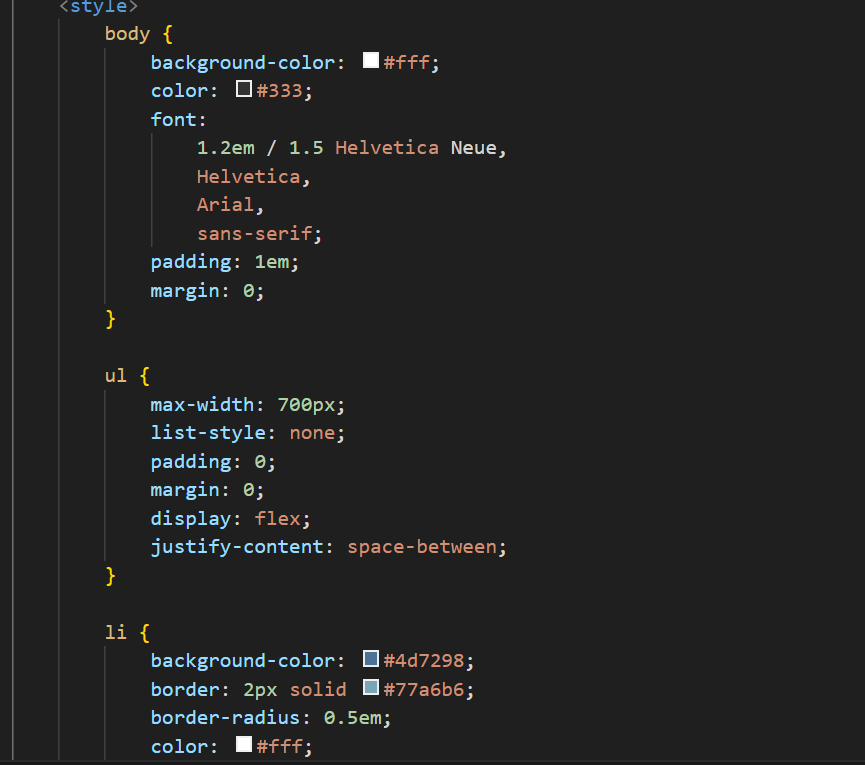 <style>
body {
background-color: #fff;
color: #333;
font:
1.2em / 1.5 Helvetica Neue,
Helvetica,
Arial,
sans-serif;
padding: 1em;
margin: 0;
}
ul {
max-width: 700px;
list-style: none;
padding: 0;
margin: 0;
display: flex;
justify-content: space-between;
}
li {
background-color: #4d7298;
border: 2px solid #77a6b6;
border-radius: 0.5em;
color: #fff;